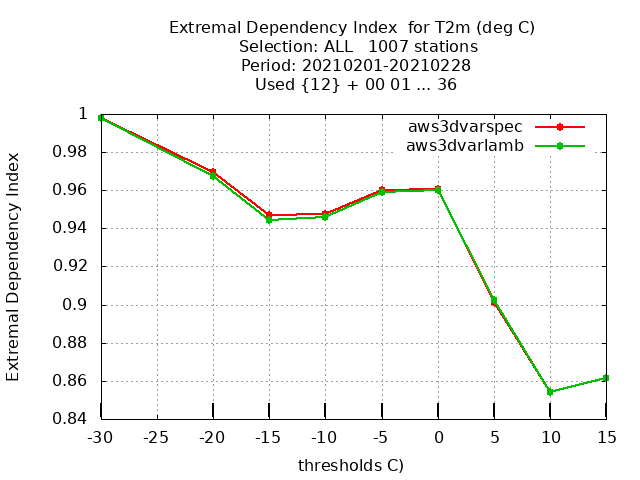 Extremal Dependency Index  for T2m (deg C)
Selection: ALL   1007 stations
Period: 20210201-20210228
Used {12} + 00 01 ... 36
aws3dvarspec
aws3dvarlamb
Extremal Dependency Index
1
0.98
0.96
0.94
0.92
0.9
0.88
0.86
0.84
-30 -25 -20 -15 -10 -5 0 5 10 15
thresholds C)